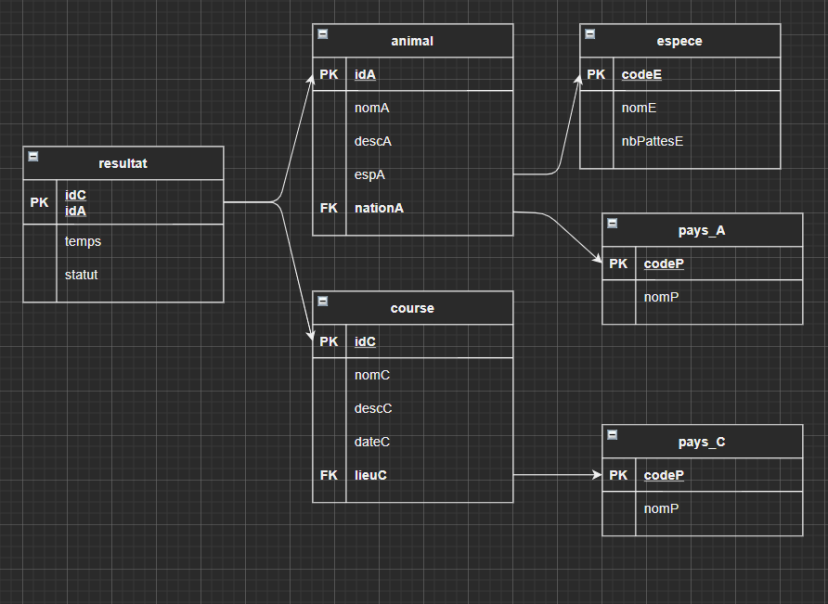 resultat
PK
idC
idA
temps
statut
animal
PK idA
nomA
descA
espA
FK nationA
course
PK idC
nomC
descC
dateC
FK lieuC
espece
PK codeE
nomE
nbPattesE
pays_A
PK codeP
nomP
pays_C
PK codeP
nomP